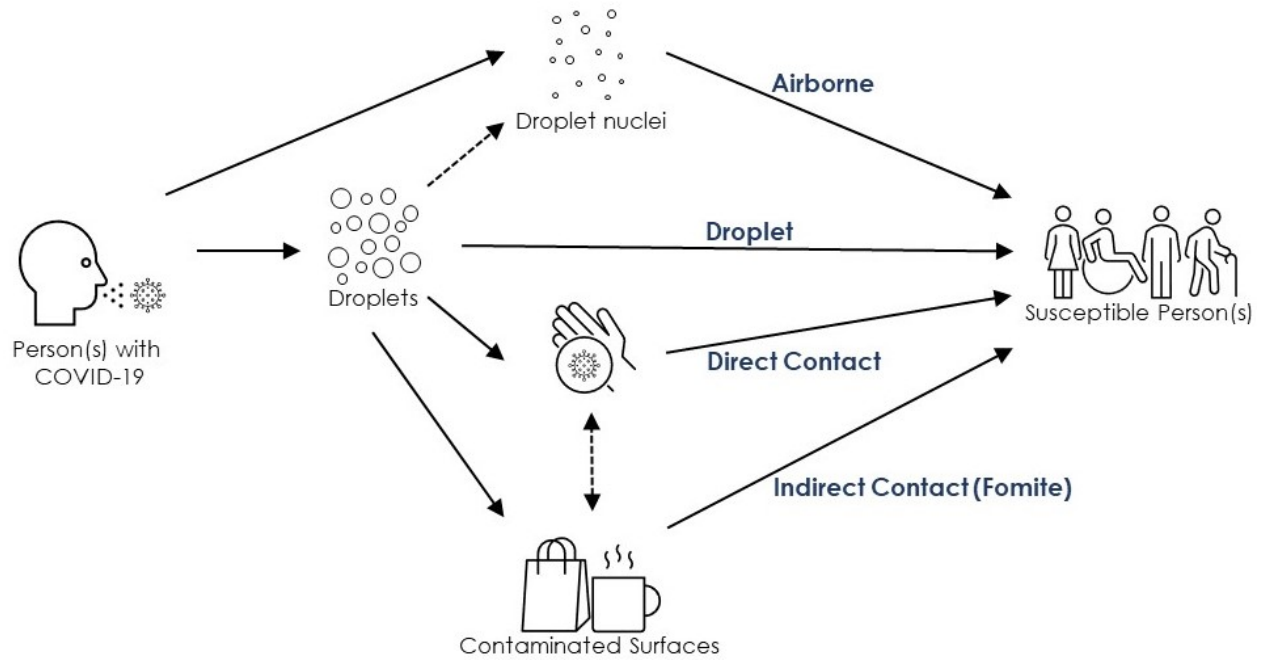 Droplet nuclei
Airborne
Droplet
Droplets
Susceptible Person(s)
Person(s) with
COVID-19
Direct Contact
Indirect Contact (Fomite)
Contaminated Surfaces